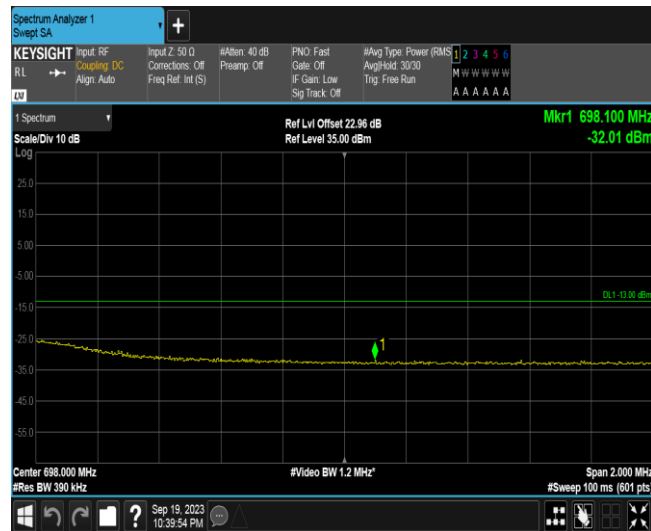 Spectrum Analyzer 1
Swept SA
+
KEYSIGHT
RL
LXI
Input: RF
Coupling: DC
Align: Auto
Input Z: 50 Ω
Corrections: Off
Freq Ref: Int (S)
#Atten: 40 dB
Preamp: Off
PNO: Fast
Gate: Off
IF Gain: Low
Sig Track: Off
#Avg Type: Power (RMS
Avg|Hold: 30/30
Trig: Free Run
1 2 3 4 5 6
M W W W W W
A A A A A A
1 Spectrum
Scale/Div 10 dB
Log
Ref Lvl Offset 22.96 dB
Ref Level 35.00 dBm
Mkr1 698.100 MHz
-32.01 dBm
25.0
15.0
5.00
-5.00
DL1 -13.00 dBm
-15.0
-25.0
1
-35.0
-45.0
-55.0
Center 698.000 MHz
#Res BW 390 kHz
#Video BW 1.2 MHz*
Span 2.000 MHz
#Sweep 100 ms (601 pts)
?
Sep 19, 2023
10:39:54 PM